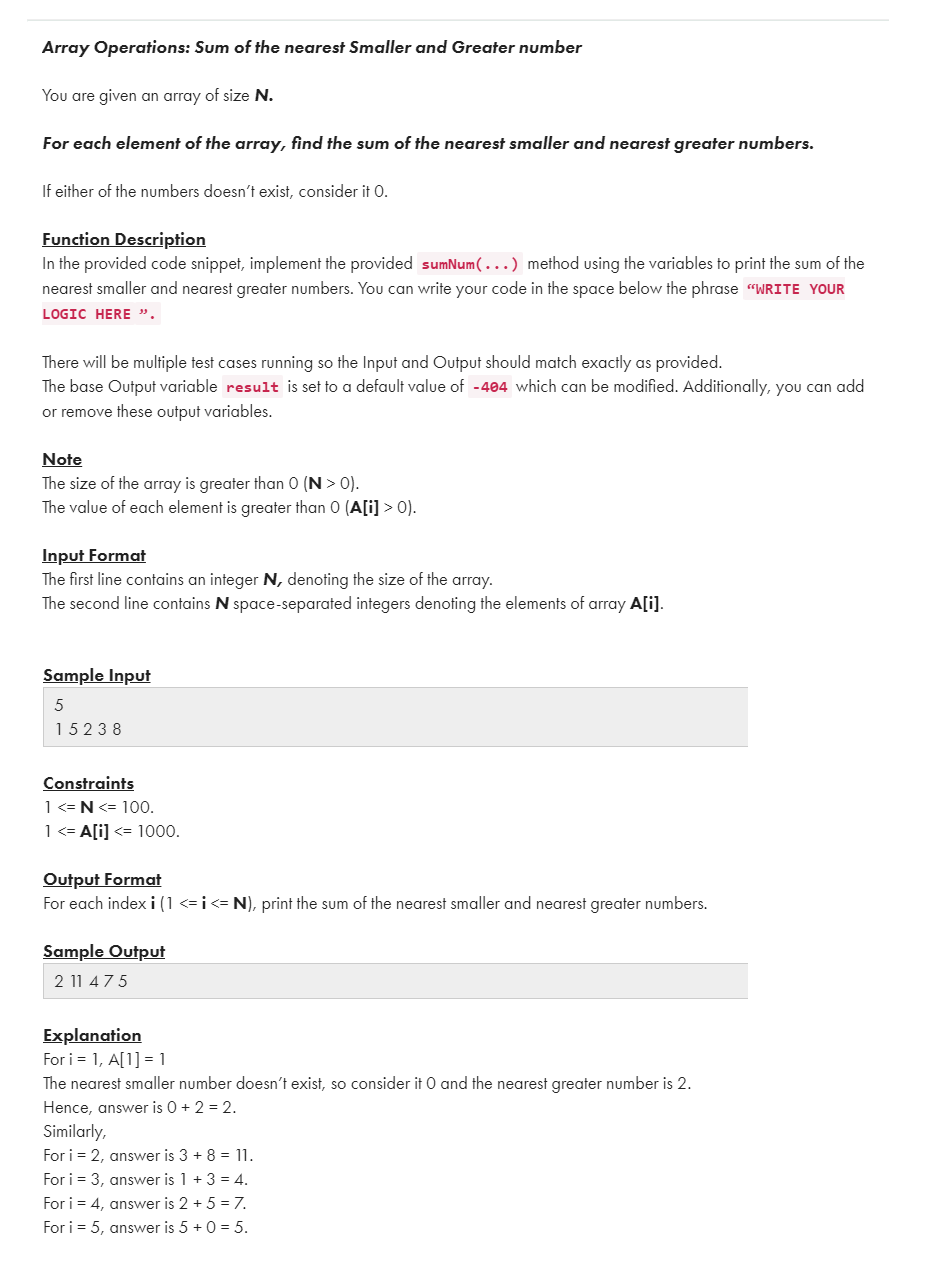 Array Operations: Sum of the nearest Smaller and Greater number
You are given an array of size N.
For each element of the array, find the sum of the nearest smaller and nearest greater numbers.
If either of the numbers doesn't exist, consider it 0.
Function Description
In the provided code snippet, implement the provided sumNum(...) method using the variables to print the sum of the
nearest smaller and nearest greater numbers. You can write your code in the space below the phrase “WRITE YOUR
LOGIC HERE ”.
There will be multiple test cases running so the Input and Output should match exactly as provided.
The base Output variable result is set to a default value of -404 which can be modified. Additionally, you can add
or remove these output variables.
Note
The size of the array is greater than 0 (N > 0).
The value of each element is greater than 0 (A[i] > 0).
Input Format
The first line contains an integer N, denoting the size of the array.
The second line contains N space-separated integers denoting the elements of array A[i].
Sample Input
5
1 5 2 3 8
Constraints
1 <= N <= 100.
1 <= A[i] <= 1000.
Output Format
For each index i (1 <= i <= N), print the sum of the nearest smaller and nearest greater numbers.
Sample Output
2 11 4 7 5
Explanation
For i = 1, A[1] = 1
The nearest smaller number doesn't exist, so consider it 0 and the nearest greater number is 2.
Hence, answer is 0 + 2 = 2.
Similarly,
For i = 2, answer is 3 + 8 = 11.
For i = 3, answer is 1 + 3 = 4.
For i = 4, answer is 2 + 5 = 7.
For i = 5, answer is 5 + 0 = 5.